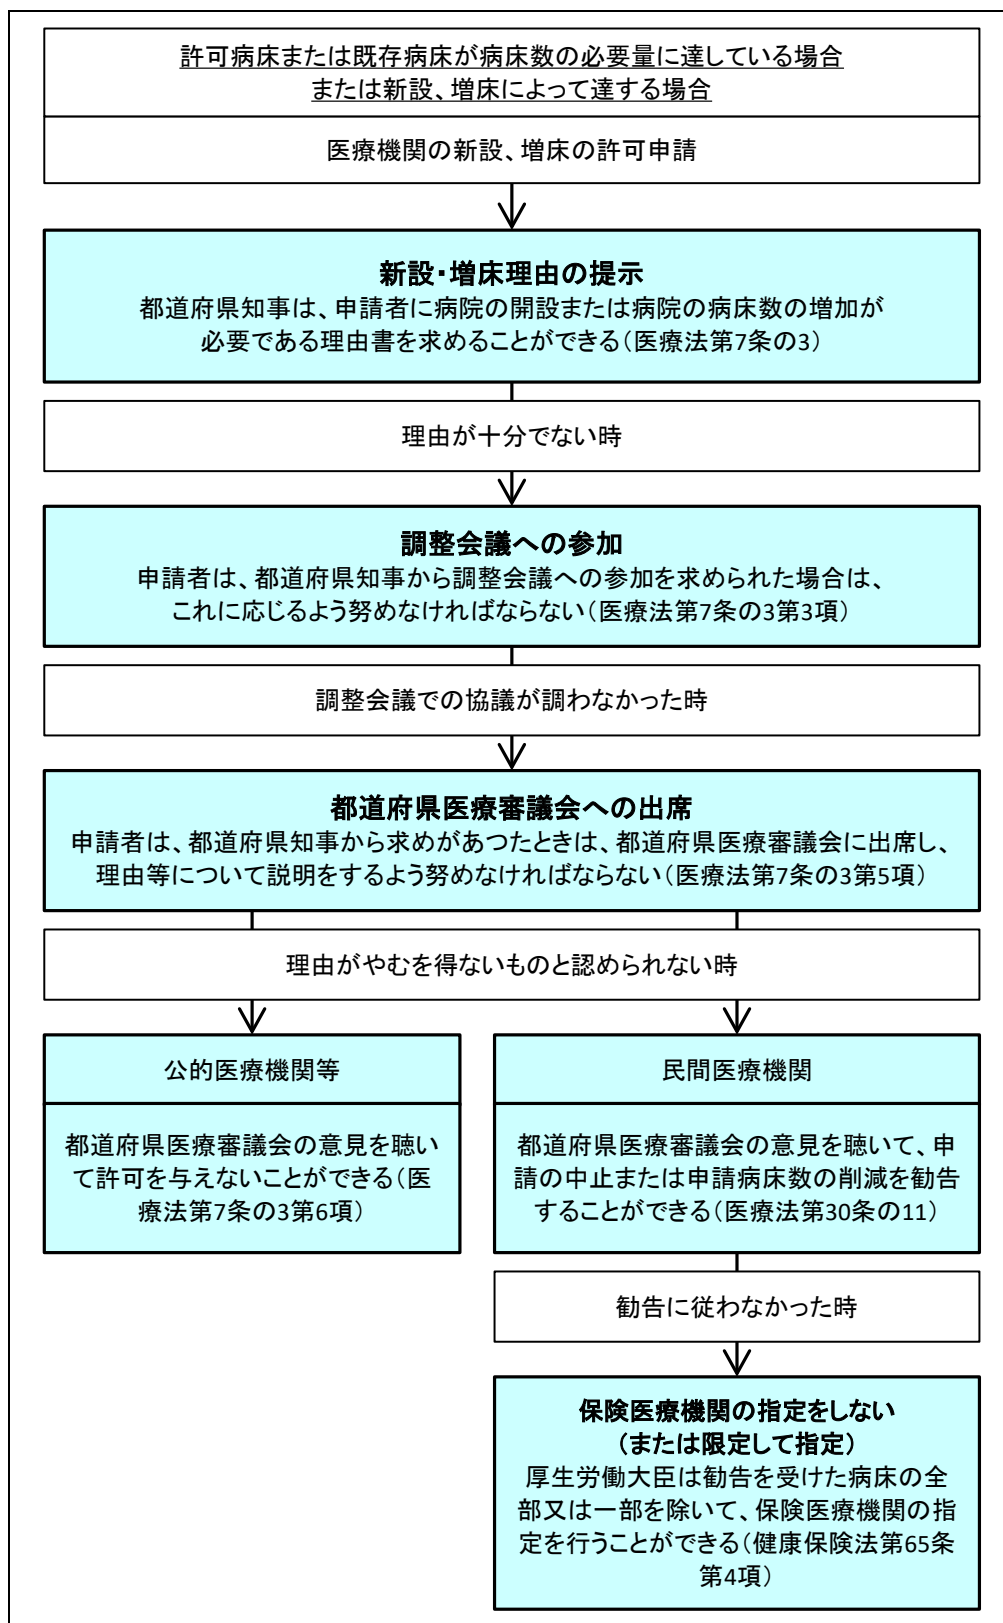 許可病床または既存病床が病床数の必要量に達している場合
または新設、増床によって達する場合
医療機関の新設、増床の許可申請
新設・増床理由の提示
都道府県知事は、申請者に病院の開設または病院の病床数の増加が
必要である理由書を求めることができる(医療法第7条の3)
理由が十分でない時
調整会議への参加
申請者は、都道府県知事から調整会議への参加を求められた場合は、
これに応じるよう努めなければならない(医療法第7条の3第3項)
調整会議での協議が調わなかった時
都道府県医療審議会への出席
申請者は、都道府県知事から求めがあつたときは、都道府県医療審議会に出席し、
理由等について説明をするよう努めなければならない(医療法第7条の3第5項)
理由がやむを得ないものと認められない時
公的医療機関等
都道府県医療審議会の意見を聴い
て許可を与えないことができる(医
療法第7条の3第6項)
民間医療機関
都道府県医療審議会の意見を聴いて、申
請の中止または申請病床数の削減を勧告
することができる(医療法第30条の11)
勧告に従わなかった時
保険医療機関の指定をしない
(または限定して指定)
厚生労働大臣は勧告を受けた病床の全
部又は一部を除いて、保険医療機関の指
定を行うことができる(健康保険法第65条
第4項)